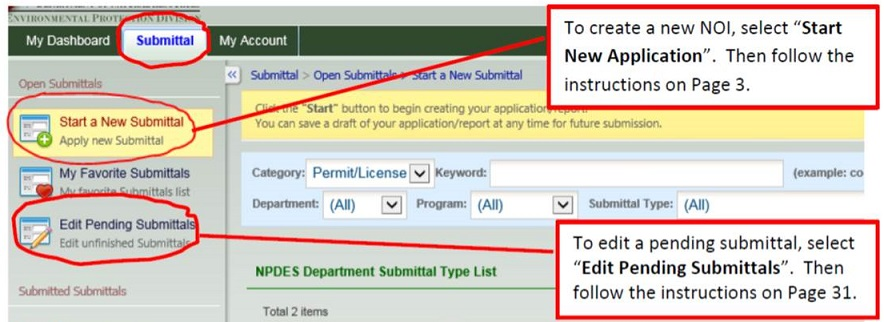 ENVIRONMENTAL PROTECTION DIVISION
My Dashboard Submittal My Account
To create a new NOI, select “Start
New Application”. Then follow the
instructions on Page 3.
Open Submittals
Start a New Submittal
Apply new Submittal
My Favorite Submittals
My favorite Submittals list
Edit Pending Submittals
Edit unfinished Submittals
Submitted Submittals
« Submittal > Open Submittals > Start a New Submittal
Click the "Start" button to begin creating your application/report.
You can save a draft of your application/report at any time for future submission.
Category: Permit/License Keyword: (example: co
Department: (All) Program: (All) Submittal Type: (All)
To edit a pending submittal, select
“Edit Pending Submittals”. Then
follow the instructions on Page 31.
NPDES Department Submittal Type List
Total 2 items